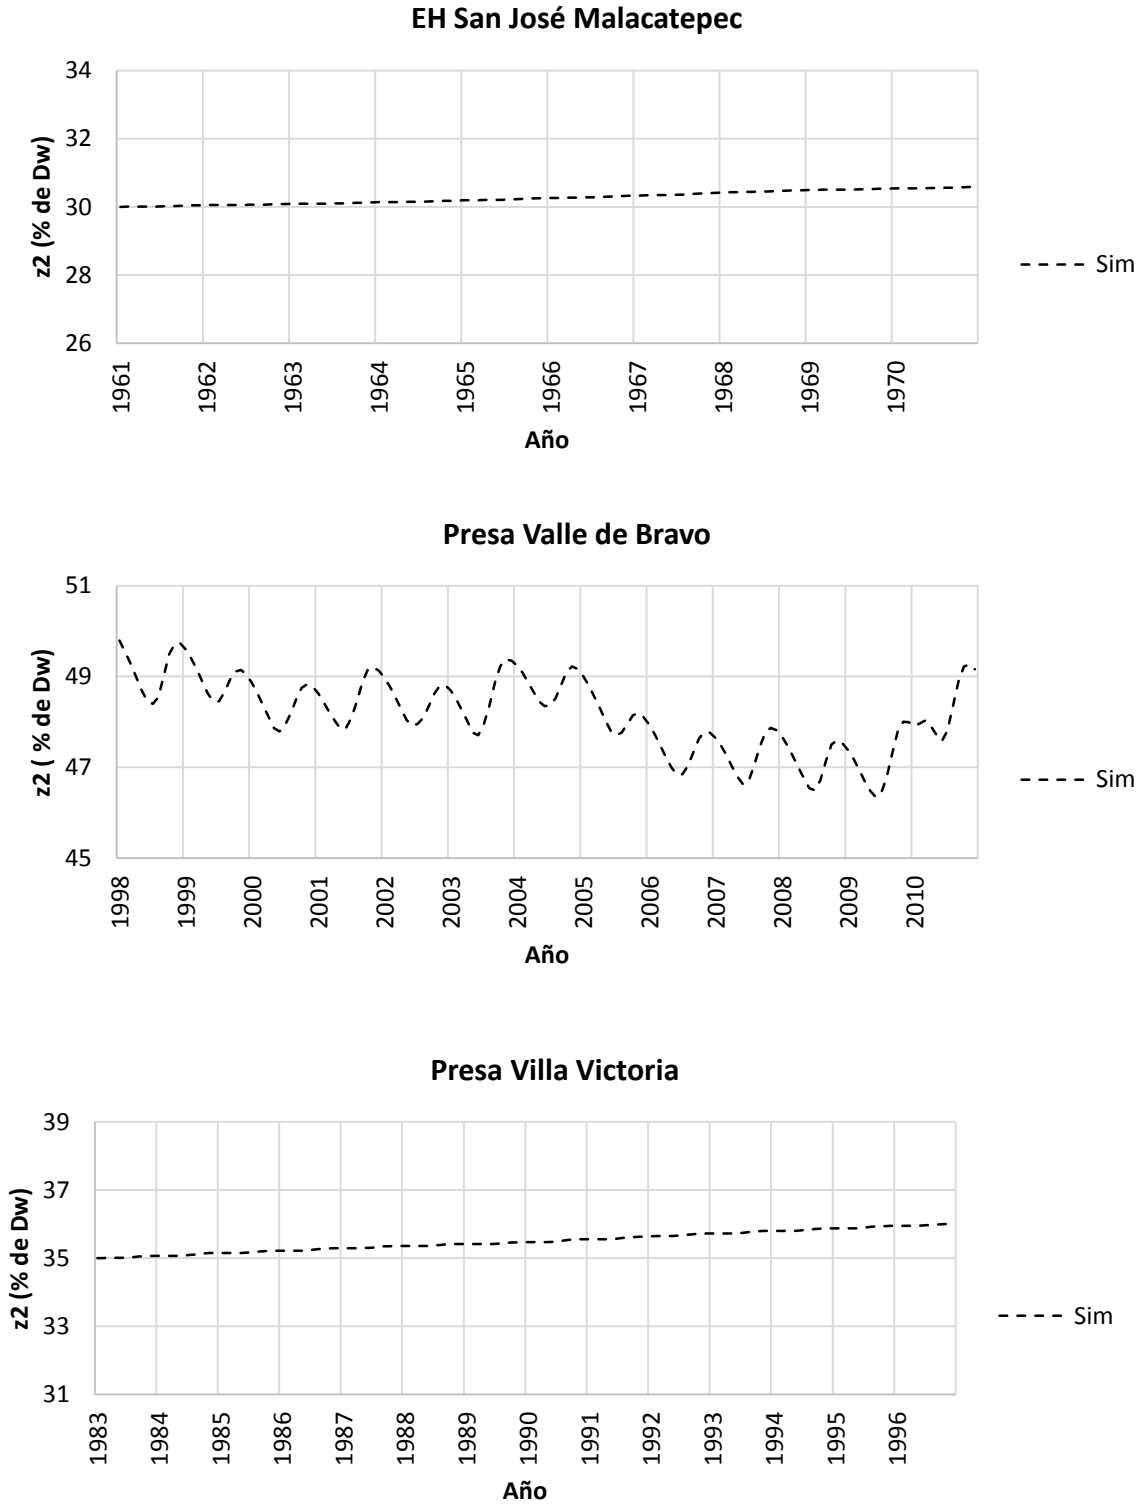 EH San José Malacatepec
34
32
30
28
26
z2 (% de Dw)
1961 1962 1963 1964 1965 1966 1967 1968 1969 1970
Año
Sim
Presa Valle de Bravo
51
49
47
45
z2 ( % de Dw)
1998 1999 2000 2001 2002 2003 2004 2005 2006 2007 2008 2009 2010
Año
Sim
Presa Villa Victoria
39
37
35
33
31
z2 (% de Dw)
1983 1984 1985 1986 1987 1988 1989 1990 1991 1992 1993 1994 1995 1996
Año
Sim